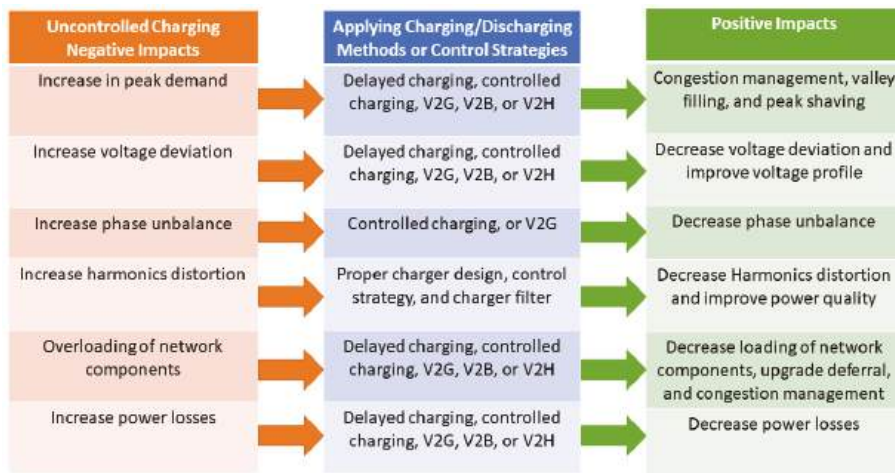 Uncontrolled Charging
Negative Impacts
Applying Charging/Discharging
Methods or Control Strategies
Positive Impacts
Increase in peak demand
Delayed charging, controlled
charging, V2G, V2B, or V2H
Congestion management, valley
filling, and peak shaving
Increase voltage deviation
Delayed charging, controlled
charging, V2G, V2B, or V2H
Decrease voltage deviation and
improve voltage profile
Increase phase unbalance
Controlled charging, or V2G
Decrease phase unbalance
Increase harmonics distortion
Proper charger design, control
strategy, and charger filter
Decrease Harmonics distortion
and improve power quality
Overloading of network
components
Delayed charging, controlled
charging, V2G, V2B, or V2H
Decrease loading of network
components, upgrade deferral,
and congestion management
Increase power losses
Delayed charging, controlled
charging, V2G, V2B, or V2H
Decrease power losses